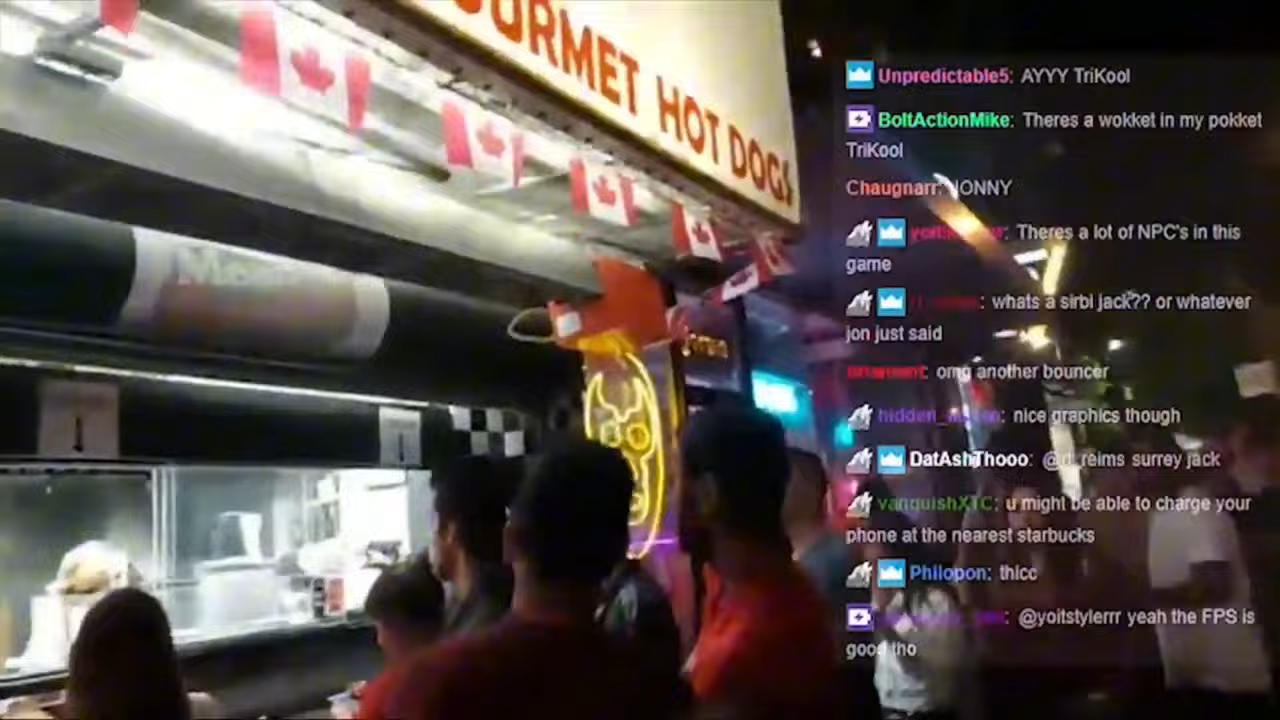 GOURMET HOT DOGS
Unpredictable5: AYYY TriKool
BoltActionMike: Theres a wokket in my pokket
TriKool
Chaugnarr: JONNY
: Theres a lot of NPC's in this
game
: whats a sirbi jack?? or whatever
jon just said
: omg another bouncer
: nice graphics though
DatAshThooo: surrey jack
vanquishXTC: u might be able to charge your
phone at the nearest starbucks
Philopon: thicc
: @yoitstylerrr yeah the FPS is
good tho